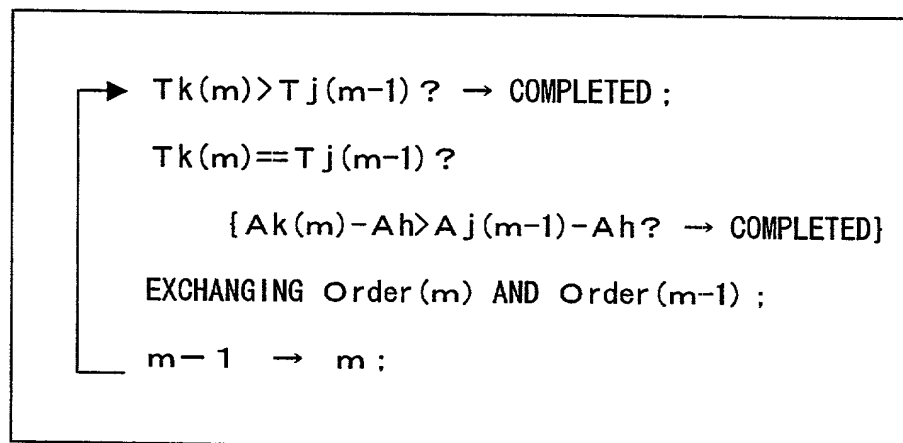 Tk(m)>Tj(m-1)? → COMPLETED;
Tk(m)==Tj(m-1)?
{Ak(m)-Ah>Aj(m-1)-Ah? → COMPLETED}
EXCHANGING Order(m) AND Order(m-1);
m-1 → m;